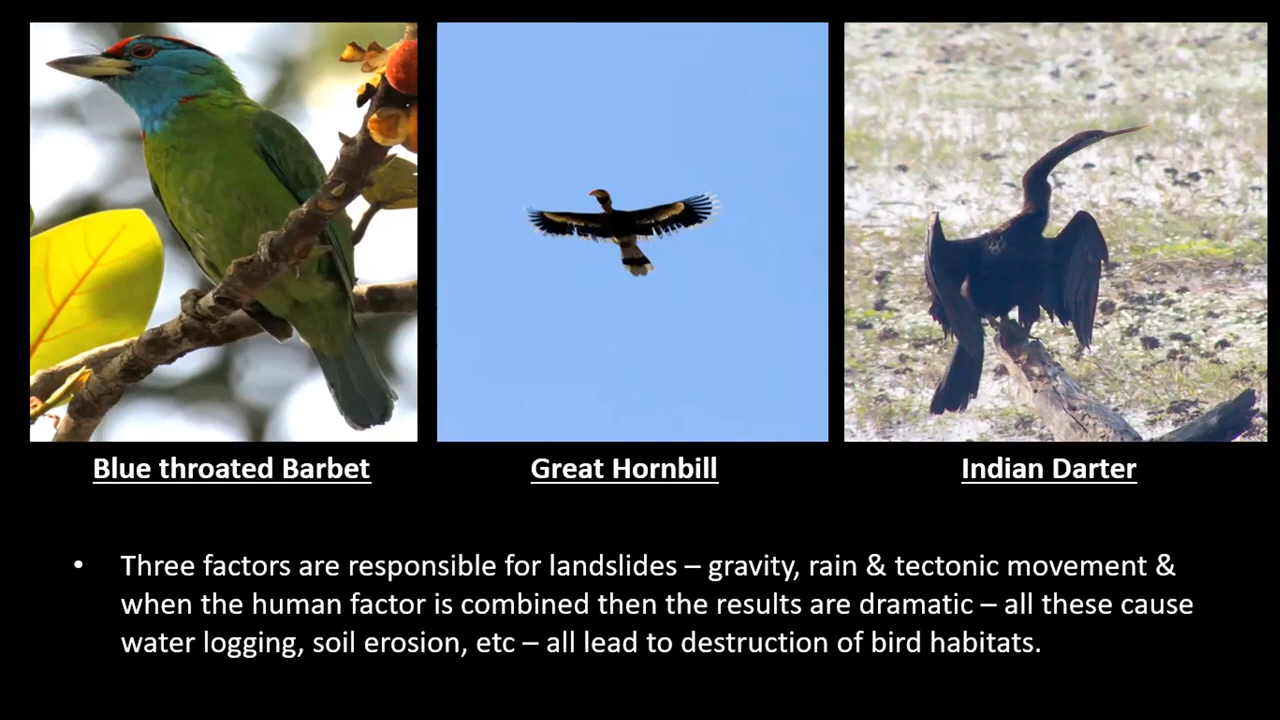 Blue throated Barbet
Great Hornbill
Indian Darter
• Three factors are responsible for landslides – gravity, rain & tectonic movement &
when the human factor is combined then the results are dramatic – all these cause
water logging, soil erosion, etc – all lead to destruction of bird habitats.